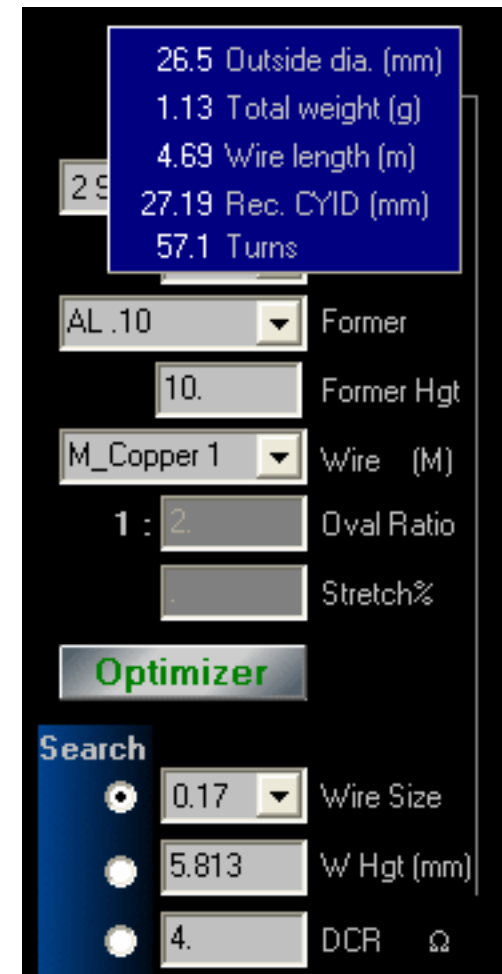 26.5 Outside dia. (mm)
1.13 Total weight (g)
4.69 Wire length (m)
27.19 Rec. CYID (mm)
57.1 Turns
2
AL .10 Former
10. Former Hgt
M_Copper 1 Wire (M)
1 : 2. Oval Ratio
. Stretch%
Optimizer
Search
0.17 Wire Size
5.813 W Hgt (mm)
4. DCR Ω